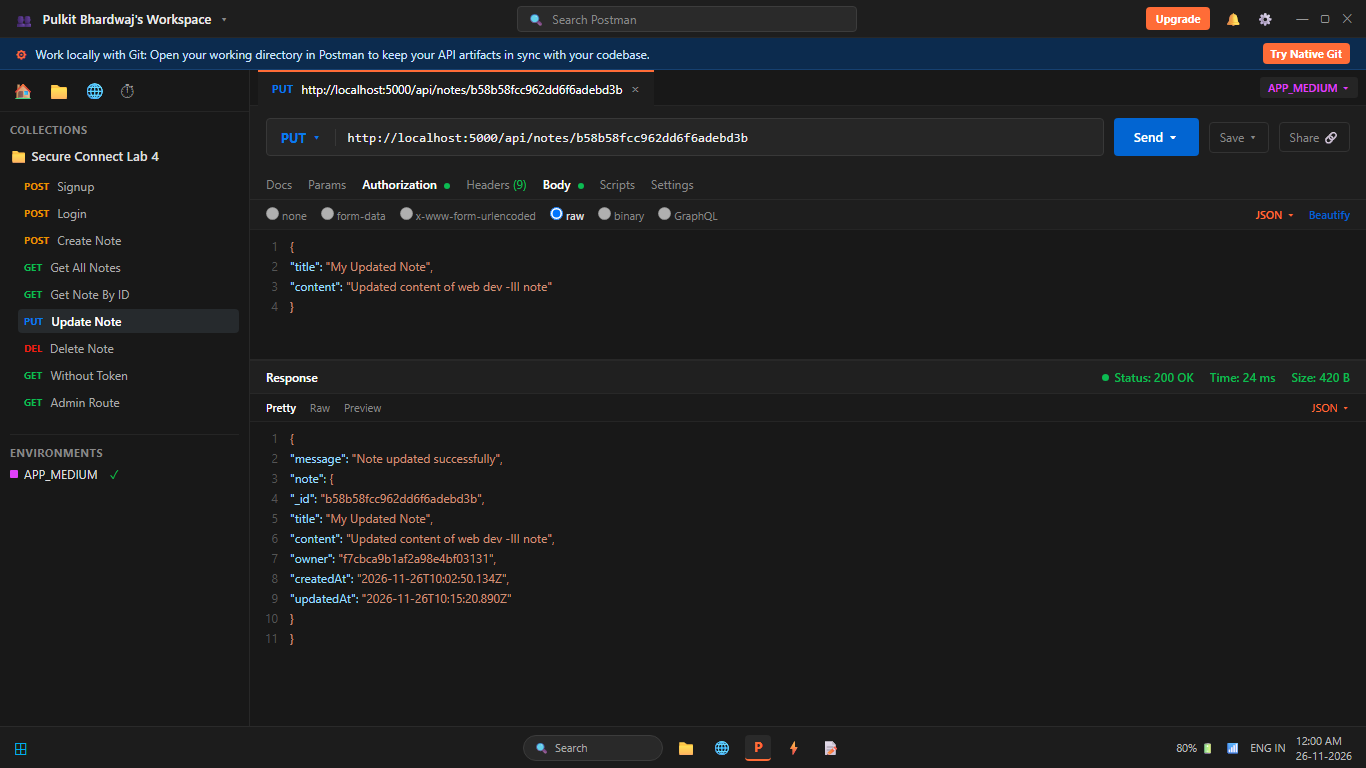 Pulkit Bhardwaj's Workspace
Search Postman
Upgrade
Work locally with Git: Open your working directory in Postman to keep your API artifacts in sync with your codebase.
Try Native Git
PUT http://localhost:5000/api/notes/b58b58fcc962dd6f6adebd3b ×
APP_MEDIUM
COLLECTIONS
Secure Connect Lab 4
POST Signup
POST Login
POST Create Note
GET Get All Notes
GET Get Note By ID
PUT Update Note
DEL Delete Note
GET Without Token
GET Admin Route
ENVIRONMENTS
APP_MEDIUM ✓
PUT http://localhost:5000/api/notes/b58b58fcc962dd6f6adebd3b
Send
Save
Share
Docs Params Authorization Headers (9) Body Scripts Settings
none form-data x-www-form-urlencoded raw binary GraphQL
JSON Beautify
1 {
2 "title": "My Updated Note",
3 "content": "Updated content of web dev -III note"
4 }
Response
Status: 200 OK Time: 24 ms Size: 420 B
Pretty Raw Preview
JSON
1 {
2 "message": "Note updated successfully",
3 "note": {
4 "_id": "b58b58fcc962dd6f6adebd3b",
5 "title": "My Updated Note",
6 "content": "Updated content of web dev -III note",
7 "owner": "f7cbca9b1af2a98e4bf03131",
8 "createdAt": "2026-11-26T10:02:50.134Z",
9 "updatedAt": "2026-11-26T10:15:20.890Z"
10 }
11 }
Search
P
80%
ENG IN
12:00 AM
26-11-2026